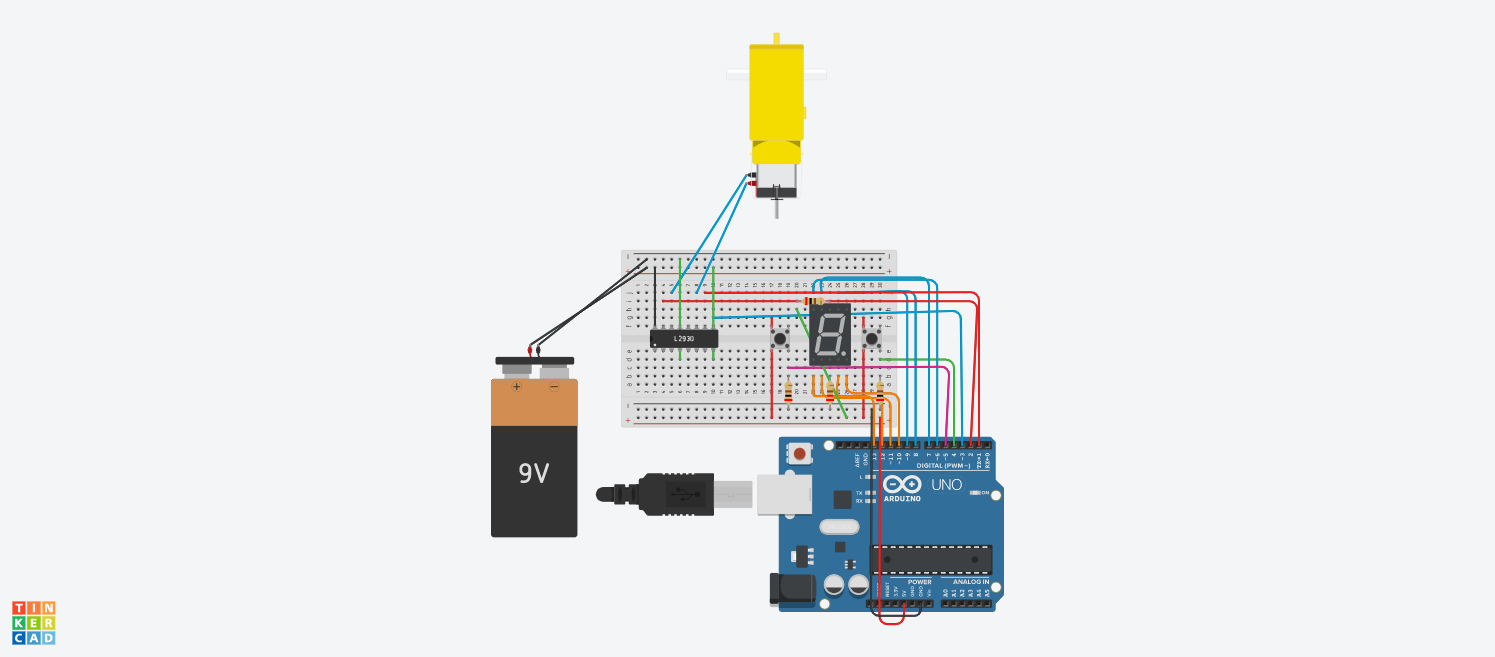 L293D
+ −
9V
AREF
GND
13
12
~11
~10
~9
8
7
~6
~5
4
~3
2
TX→1
RX←0
DIGITAL (PWM~)
L
TX
RX
ARDUINO
UNO
ON
POWER
ANALOG IN
RESET
3.3V
5V
GND
GND
Vin
A0
A1
A2
A3
A4
A5
TIN
KER
CAD